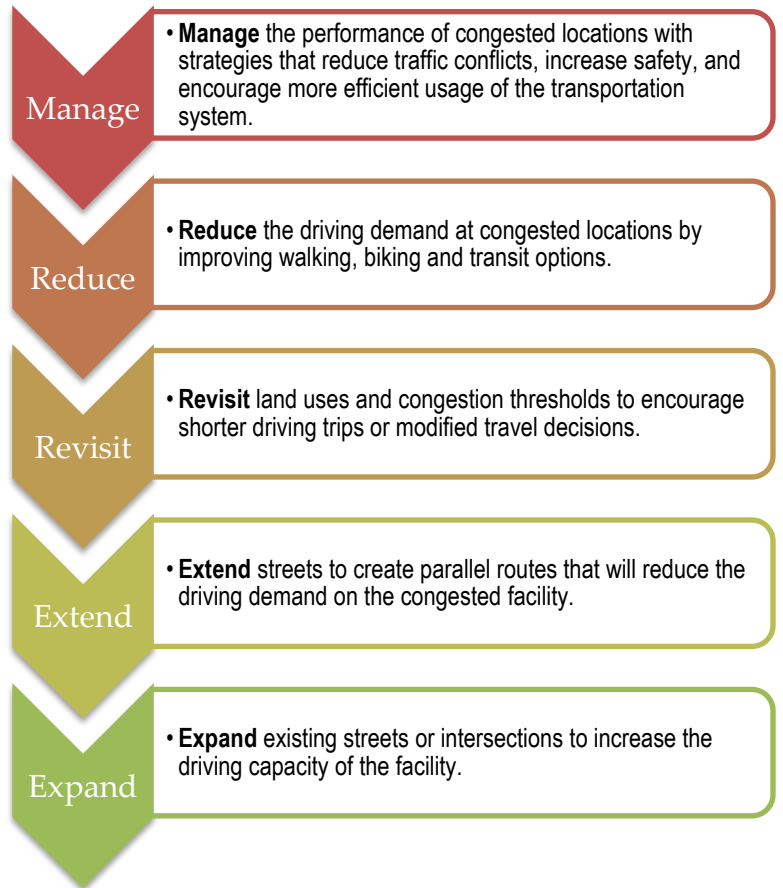 Manage
• Manage the performance of congested locations with
strategies that reduce traffic conflicts, increase safety, and
encourage more efficient usage of the transportation
system.
Reduce
• Reduce the driving demand at congested locations by
improving walking, biking and transit options.
Revisit
• Revisit land uses and congestion thresholds to encourage
shorter driving trips or modified travel decisions.
Extend
• Extend streets to create parallel routes that will reduce the
driving demand on the congested facility.
Expand
• Expand existing streets or intersections to increase the
driving capacity of the facility.